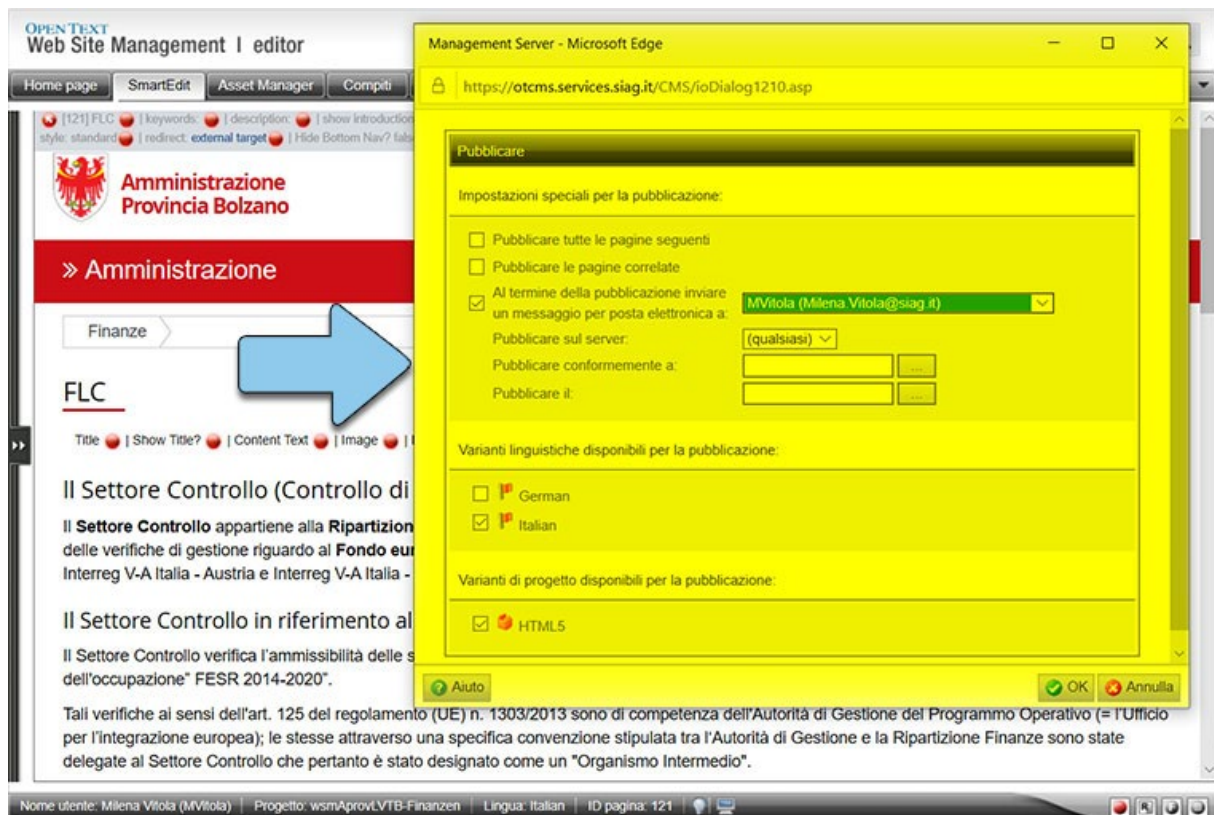 OPENTEXT
Web Site Management | editor
Home page
SmartEdit
Asset Manager
Compiti
[121] FLC | keywords: | description: | show introduction
style: standard | redirect: external target | Hide Bottom Nav? fals
Amministrazione
Provincia Bolzano
» Amministrazione
Finanze
FLC
Title | Show Title? | Content Text | Image |
Il Settore Controllo (Controllo di
Il Settore Controllo appartiene alla Ripartizion
delle verifiche di gestione riguardo al Fondo eur
Interreg V-A Italia - Austria e Interreg V-A Italia -
Il Settore Controllo in riferimento al
Il Settore Controllo verifica l'ammissibilità delle s
dell'occupazione" FESR 2014-2020".
Tali verifiche ai sensi dell'art. 125 del regolamento (UE) n. 1303/2013 sono di competenza dell'Autorità di Gestione del Programmo Operativo (= l'Ufficio
per l'integrazione europea); le stesse attraverso una specifica convenzione stipulata tra l'Autorità di Gestione e la Ripartizione Finanze sono state
delegate al Settore Controllo che pertanto è stato designato come un "Organismo Intermedio".
Management Server - Microsoft Edge
https://otcms.services.siag.it/CMS/ioDialog1210.asp
Pubblicare
Impostazioni speciali per la pubblicazione:
Pubblicare tutte le pagine seguenti
Pubblicare le pagine correlate
Al termine della pubblicazione inviare
un messaggio per posta elettronica a:
MVitola (Milena.Vitola@siag.it)
Pubblicare sul server:
(qualsiasi)
Pubblicare conformemente a:
...
Pubblicare il:
...
Varianti linguistiche disponibili per la pubblicazione:
German
Italian
Varianti di progetto disponibili per la pubblicazione:
HTML5
Aiuto
OK
Annulla
Nome utente: Milena Vitola (MVitola)
Progetto: wsmAprovLVTB-Finanzen
Lingua: Italian
ID pagina: 121